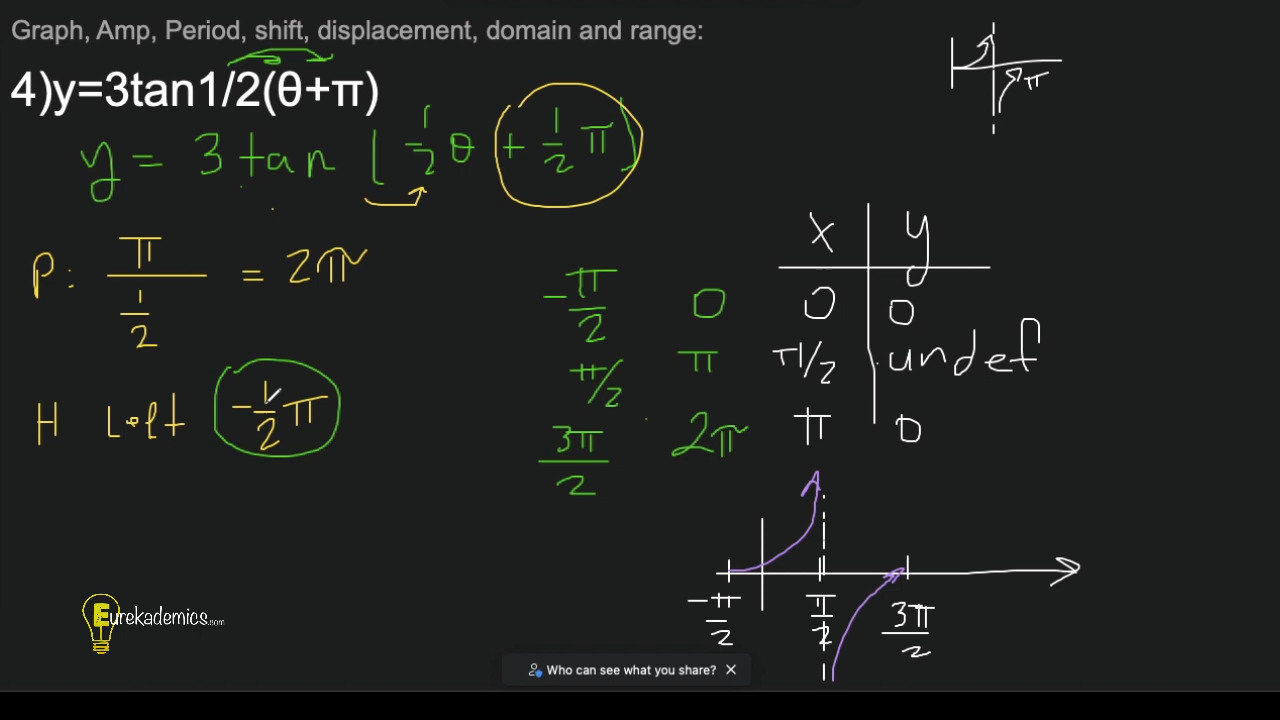 Graph, Amp, Period, shift, displacement, domain and range:
4)y=3tan1/2(θ+π)
y = 3 tan ( 1/2 θ + 1/2 π )
P: π / 1/2 = 2π
H Left -1/2 π
x y
-π/2 0 0 0
π/2 π π/2 undef
3π/2 2π π 0
π
-π/2 π/2 3π/2
Eurekademics.com
Who can see what you share? ×